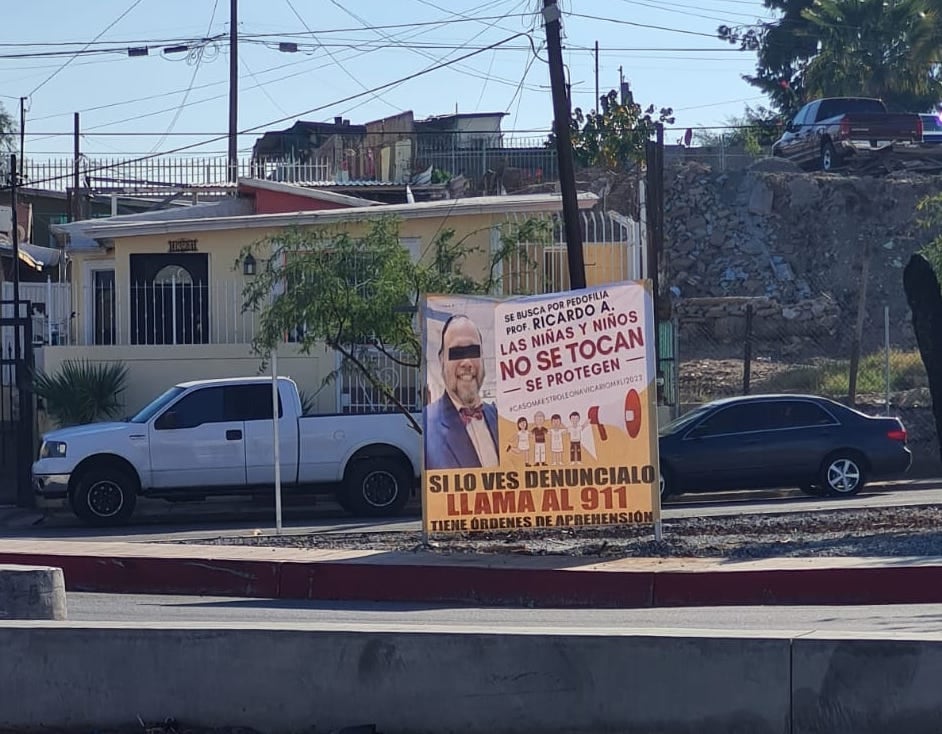 SE BUSCA POR PEDOFILIA
PROF. RICARDO A.
LAS NIÑAS Y NIÑOS
NO SE TOCAN
SE PROTEGEN
#CASOMAESTROLEONAVICARIOMXLI2023
SI LO VES DENUNCIALO
LLAMA AL 911
TIENE ÓRDENES DE APREHENSIÓN